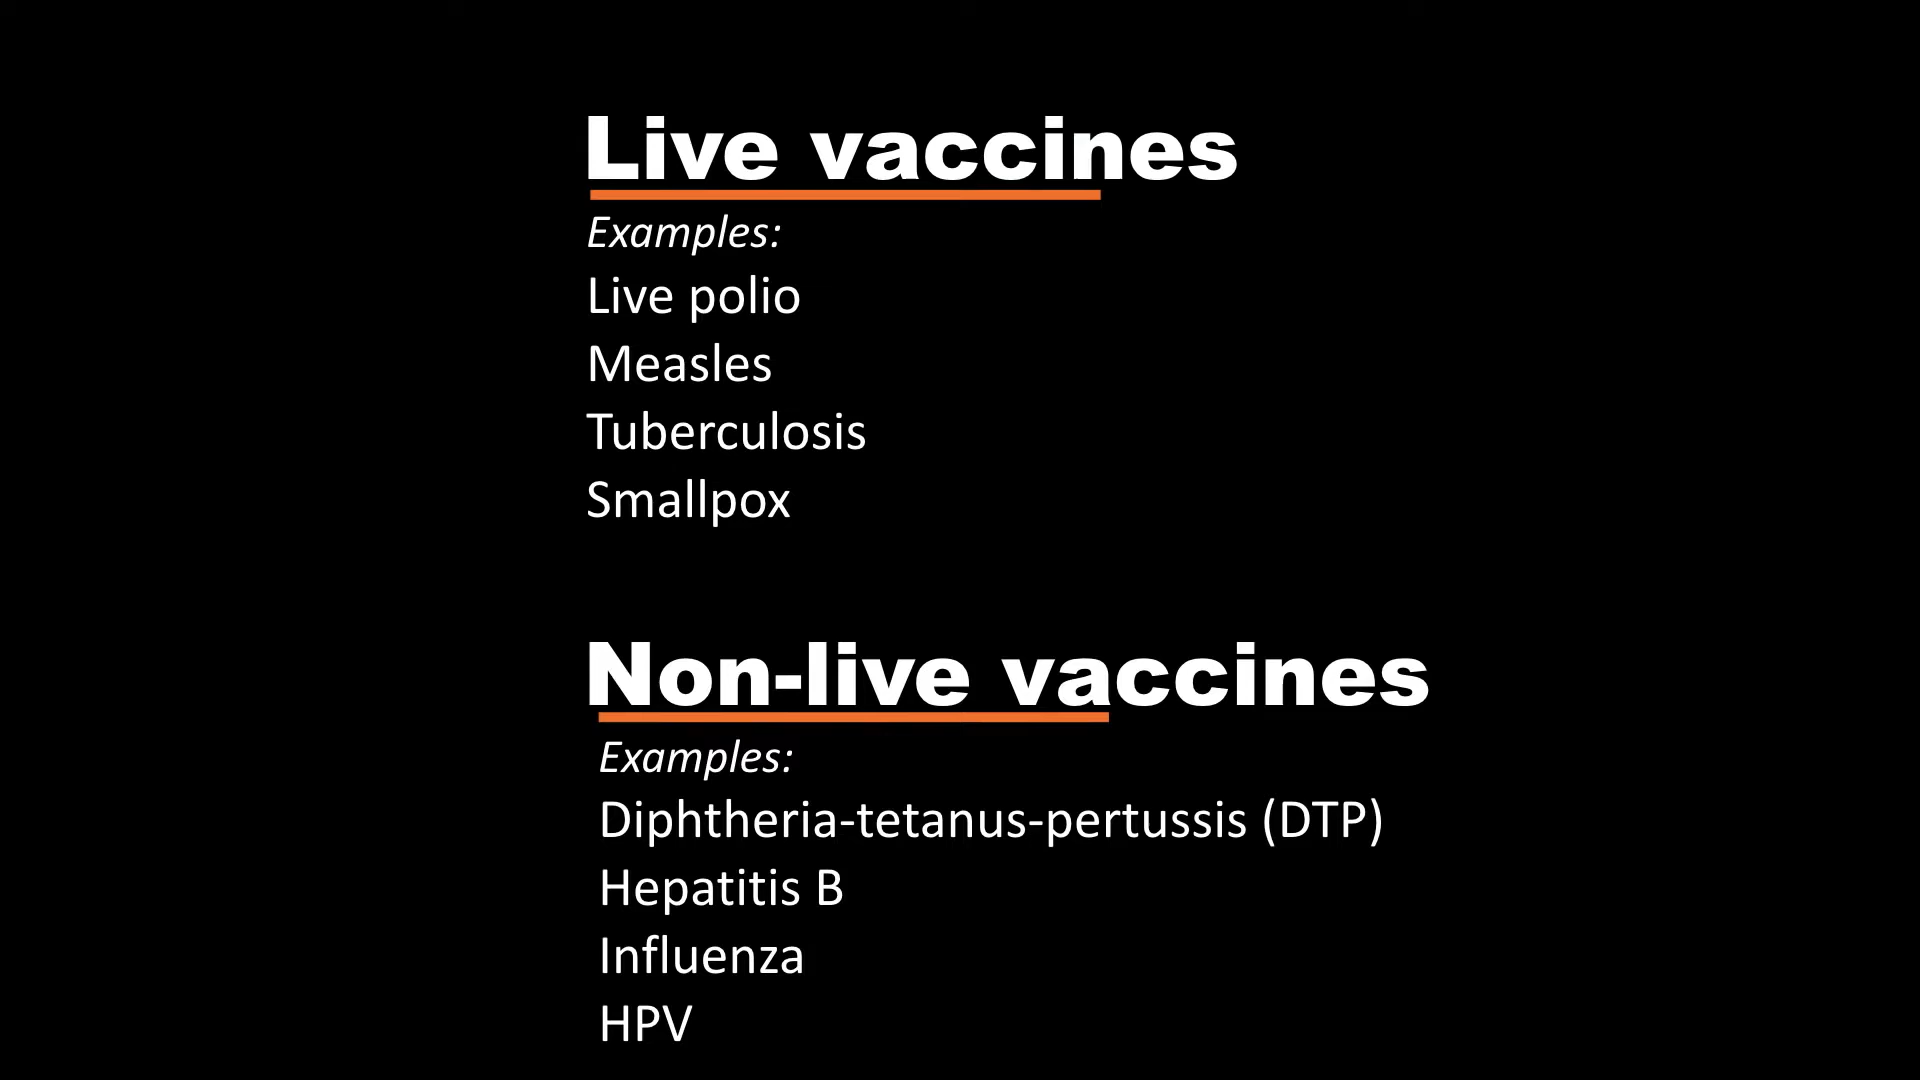 Live vaccines
Examples:
Live polio
Measles
Tuberculosis
Smallpox
Non-live vaccines
Examples:
Diphtheria-tetanus-pertussis (DTP)
Hepatitis B
Influenza
HPV